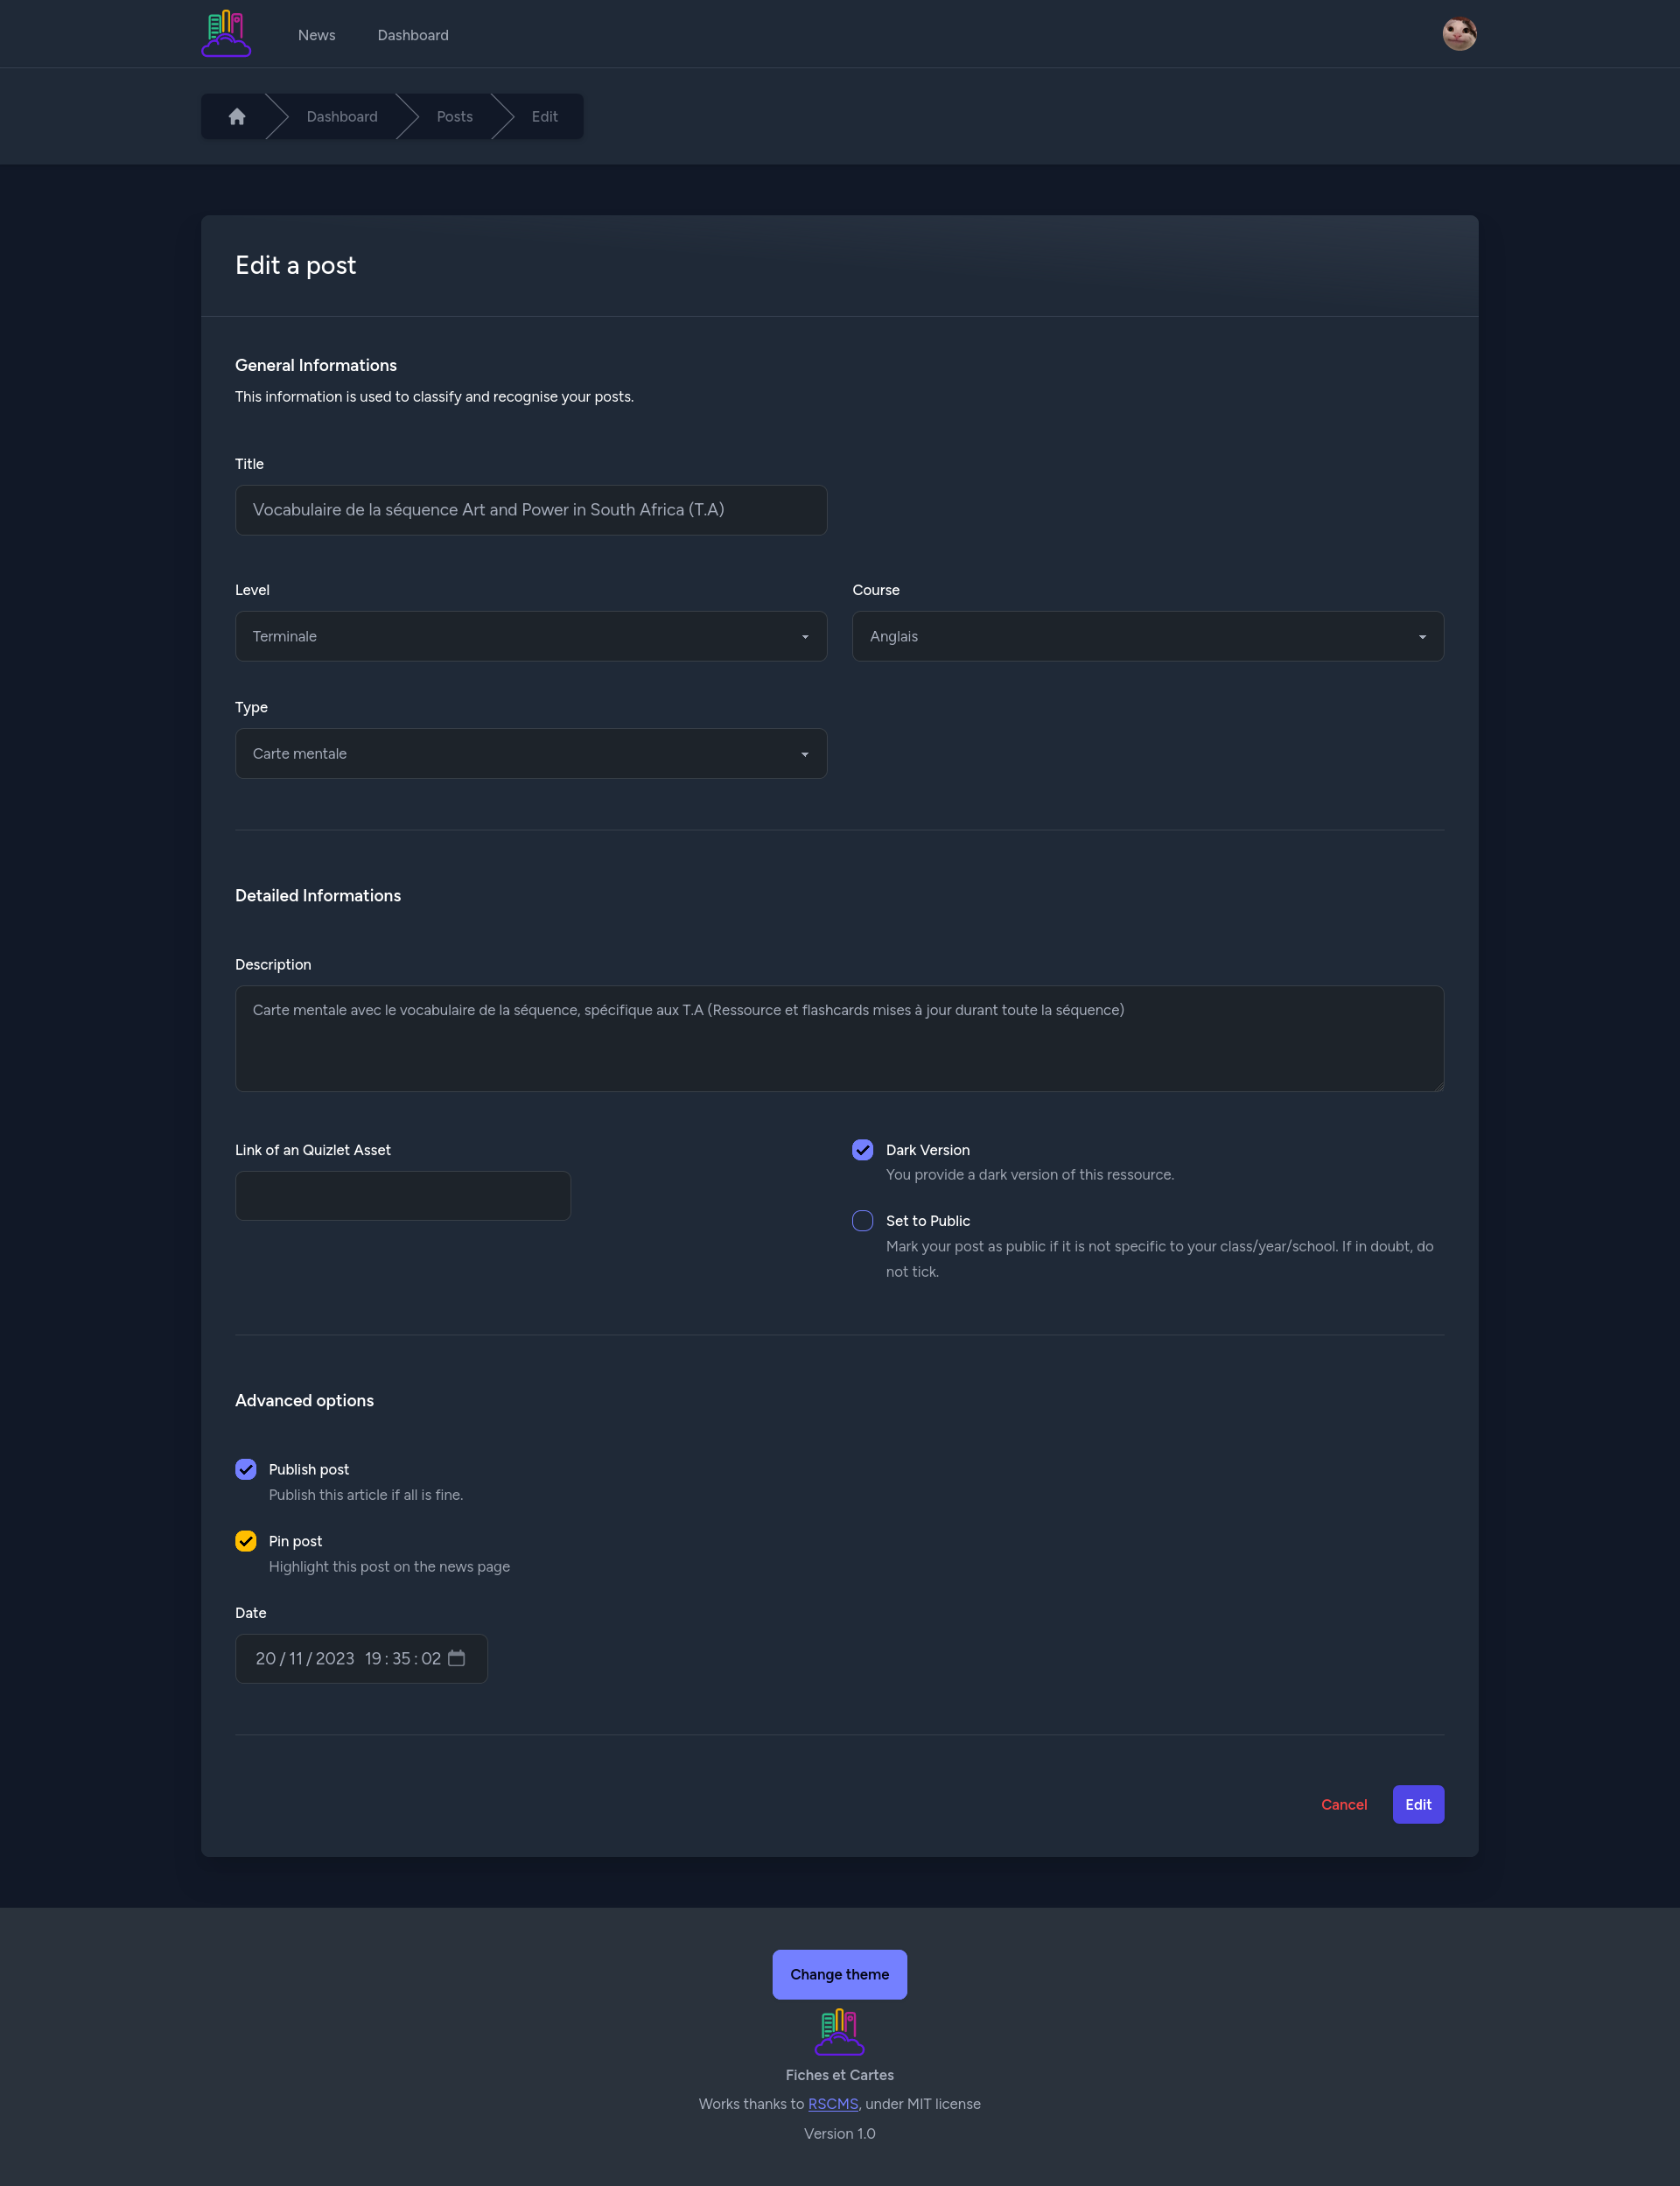 News Dashboard
Dashboard Posts Edit
Edit a post
General Informations
This information is used to classify and recognise your posts.
Title
Vocabulaire de la séquence Art and Power in South Africa (T.A)
Level Course
Terminale Anglais
Type
Carte mentale
Detailed Informations
Description
Carte mentale avec le vocabulaire de la séquence, spécifique aux T.A (Ressource et flashcards mises à jour durant toute la séquence)
Link of an Quizlet Asset
Dark Version
You provide a dark version of this ressource.
Set to Public
Mark your post as public if it is not specific to your class/year/school. If in doubt, do
not tick.
Advanced options
Publish post
Publish this article if all is fine.
Pin post
Highlight this post on the news page
Date
20 / 11 / 2023 19 : 35 : 02
Cancel Edit
Change theme
Fiches et Cartes
Works thanks to RSCMS, under MIT license
Version 1.0